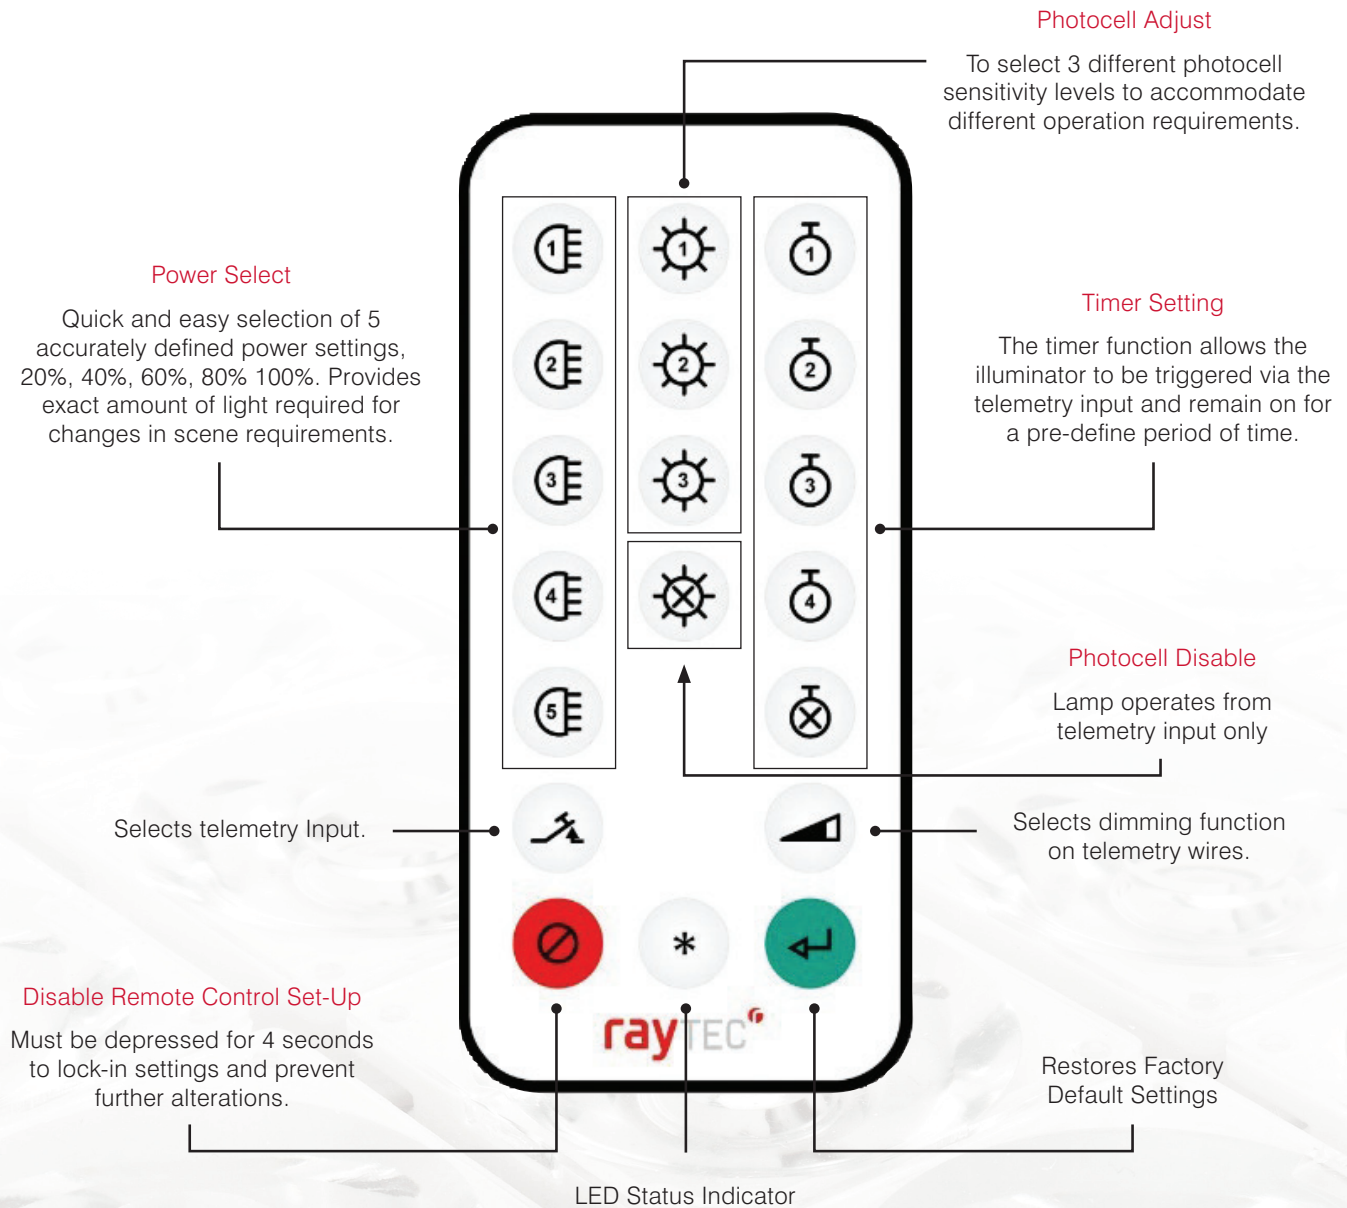 Photocell Adjust
To select 3 different photocell
sensitivity levels to accommodate
different operation requirements.
Power Select
Quick and easy selection of 5
accurately defined power settings,
20%, 40%, 60%, 80% 100%. Provides
exact amount of light required for
changes in scene requirements.
Timer Setting
The timer function allows the
illuminator to be triggered via the
telemetry input and remain on for
a pre-define period of time.
1 1 1
2 2 2
3 3 3
4 4
5
Photocell Disable
Lamp operates from
telemetry input only
Selects telemetry Input.
Selects dimming function
on telemetry wires.
*
Disable Remote Control Set-Up
Must be depressed for 4 seconds
to lock-in settings and prevent
further alterations.
rayTEC
Restores Factory
Default Settings
LED Status Indicator